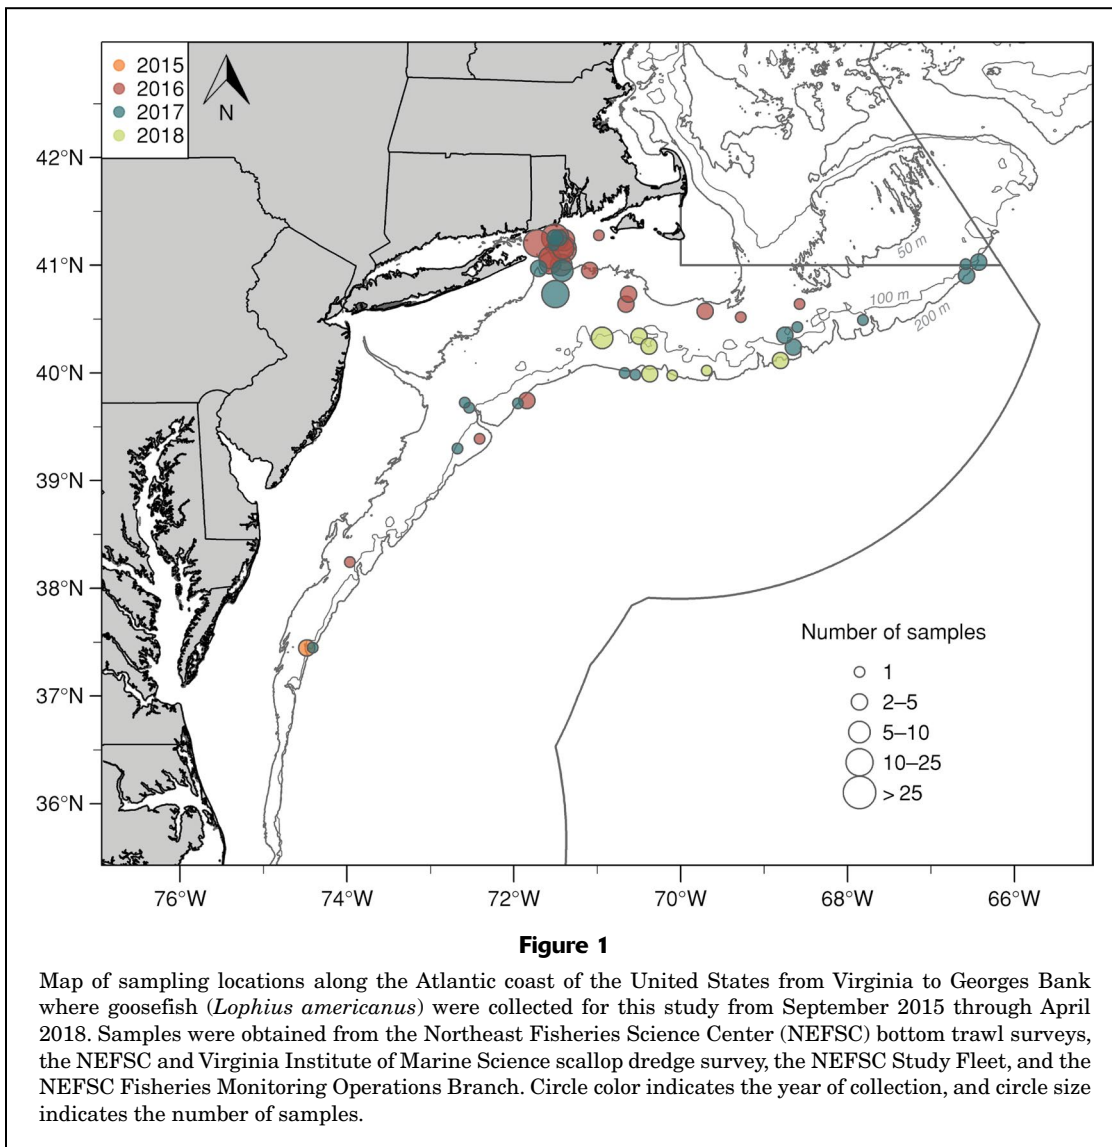 2015
2016
2017
2018
N
42°N
41°N
40°N
39°N
38°N
37°N
36°N
50 m
100 m
200 m
Number of samples
1
2–5
5–10
10–25
> 25
76°W
74°W
72°W
70°W
68°W
66°W
Figure 1
Map of sampling locations along the Atlantic coast of the United States from Virginia to Georges Bank
where goosefish (Lophius americanus) were collected for this study from September 2015 through April
2018. Samples were obtained from the Northeast Fisheries Science Center (NEFSC) bottom trawl surveys,
the NEFSC and Virginia Institute of Marine Science scallop dredge survey, the NEFSC Study Fleet, and the
NEFSC Fisheries Monitoring Operations Branch. Circle color indicates the year of collection, and circle size
indicates the number of samples.